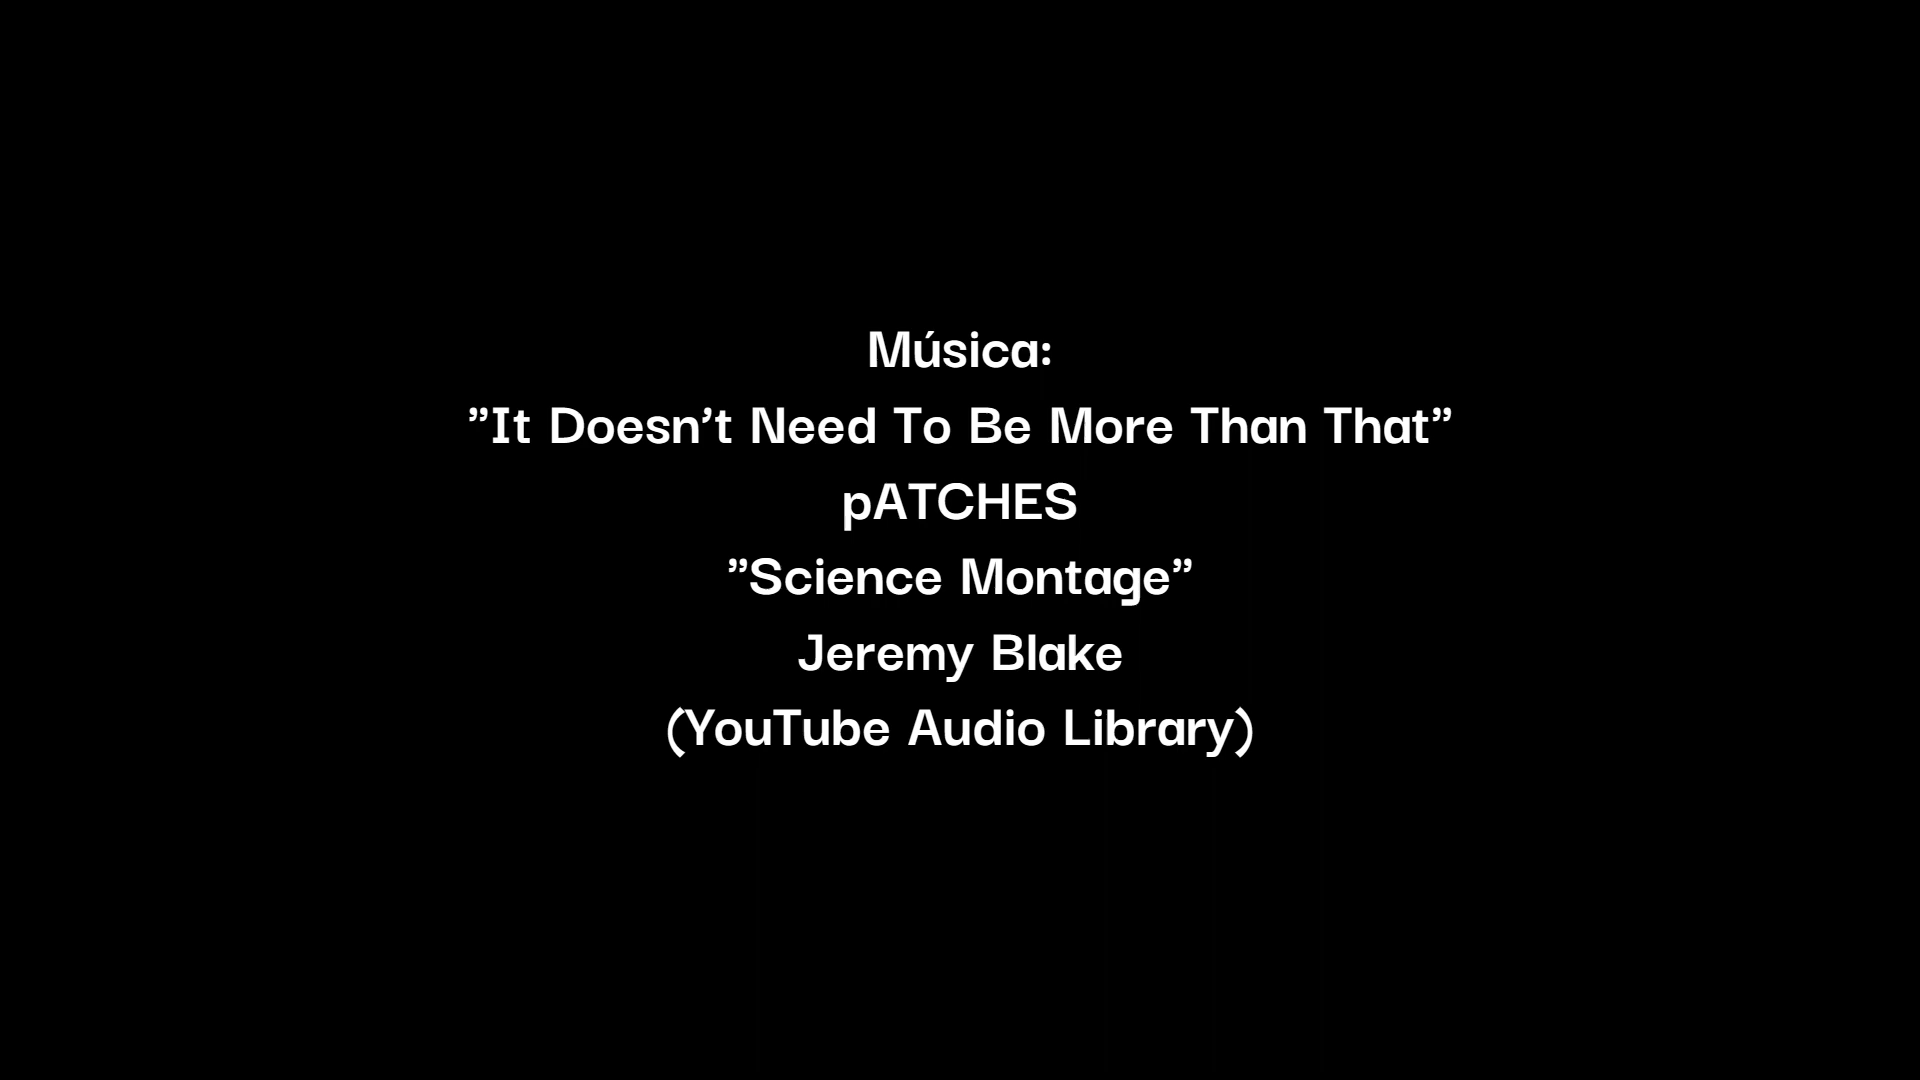 Música:
”It Doesn’t Need To Be More Than That”
pATCHES
”Science Montage”
Jeremy Blake
(YouTube Audio Library)